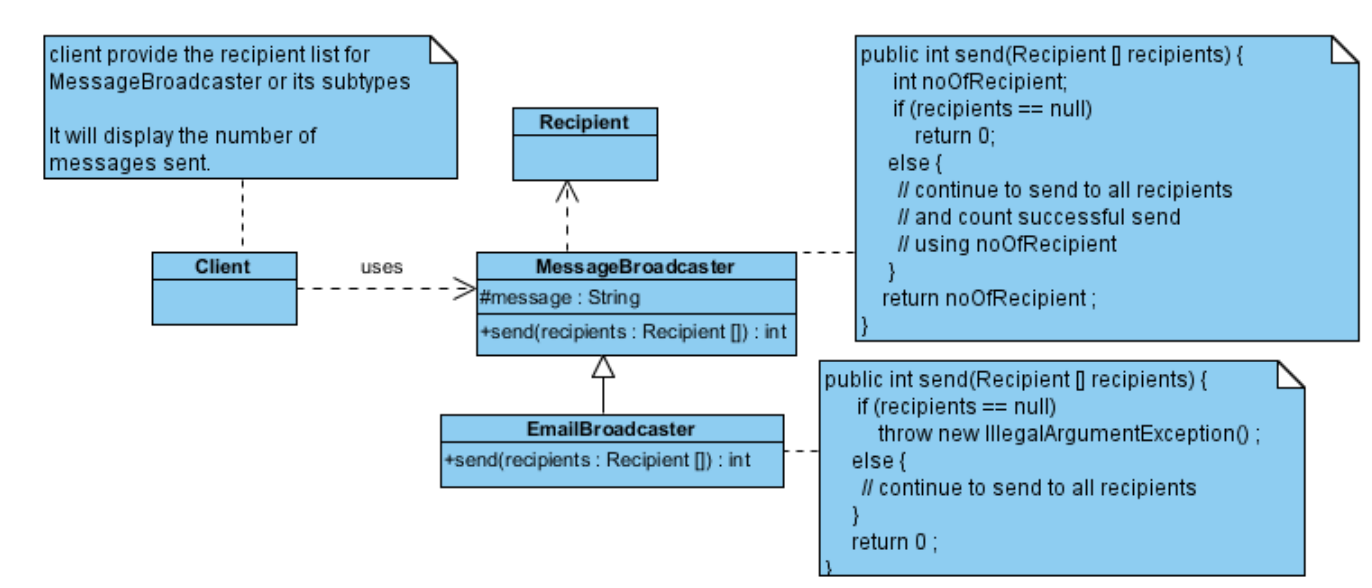 client provide the recipient list for
MessageBroadcaster or its subtypes
It will display the number of
messages sent.
Recipient
public int send(Recipient [] recipients) {
int noOfRecipient;
if (recipients == null)
return 0;
else {
// continue to send to all recipients
// and count successful send
// using noOfRecipient
}
return noOfRecipient ;
}
Client
uses
MessageBroadcaster
#message : String
+send(recipients : Recipient []) : int
EmailBroadcaster
+send(recipients : Recipient []) : int
public int send(Recipient [] recipients) {
if (recipients == null)
throw new IllegalArgumentException() ;
else {
// continue to send to all recipients
}
return 0 ;
}